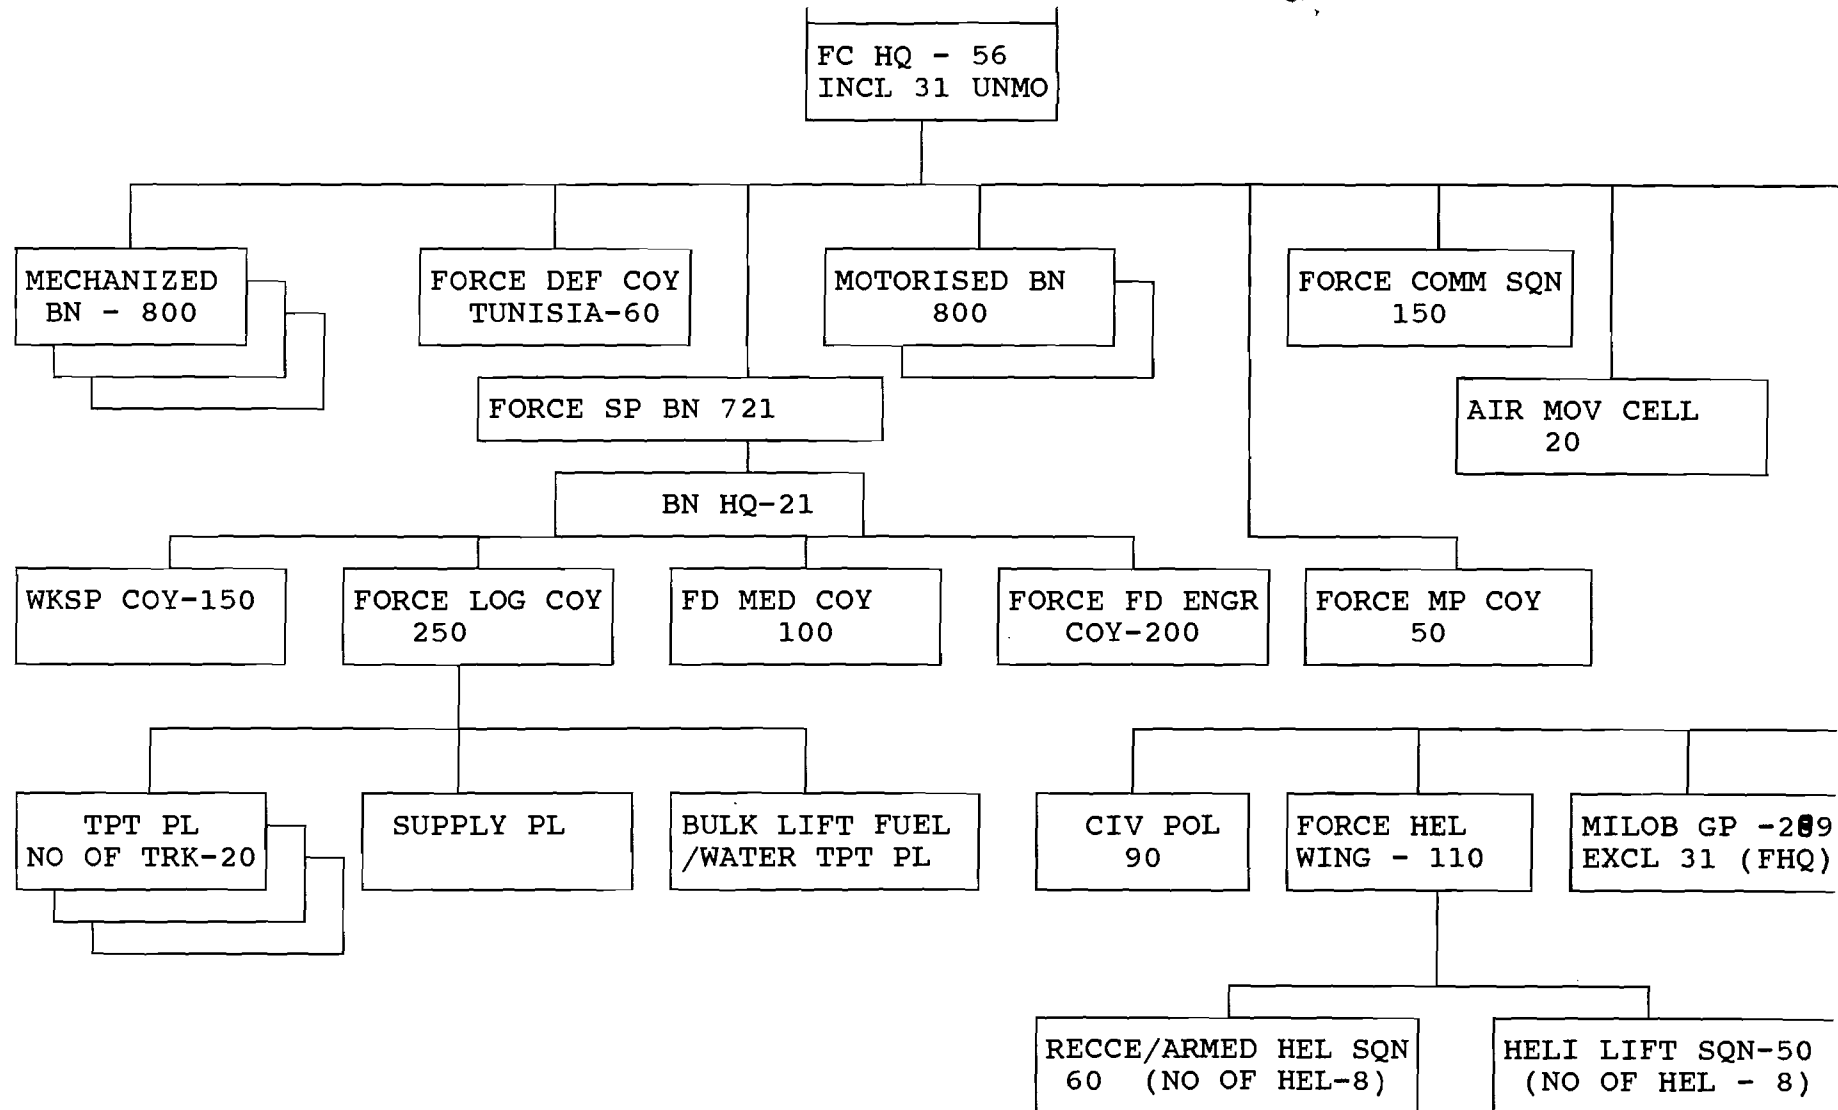 FC HQ - 56
INCL 31 UNMO
MECHANIZED
BN - 800
FORCE DEF COY
TUNISIA-60
MOTORISED BN
800
FORCE COMM SQN
150
FORCE SP BN 721
AIR MOV CELL
20
BN HQ-21
WKSP COY-150
FORCE LOG COY
250
FD MED COY
100
FORCE FD ENGR
COY-200
FORCE MP COY
50
TPT PL
NO OF TRK-20
SUPPLY PL
BULK LIFT FUEL
/WATER TPT PL
CIV POL
90
FORCE HEL
WING - 110
MILOB GP
EXCL 31 (FHQ)
RECCE/ARMED HEL SQN
60 (NO OF HEL-8)
HELI LIFT SQN-50
(NO OF HEL - 8)